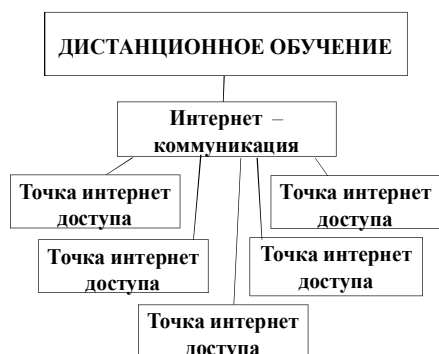 ДИСТАНЦИОННОЕ ОБУЧЕНИЕ
Интернет –
коммуникация
Точка интернет
доступа
Точка интернет
доступа
Точка интернет
доступа
Точка интернет
доступа
Точка интернет
доступа